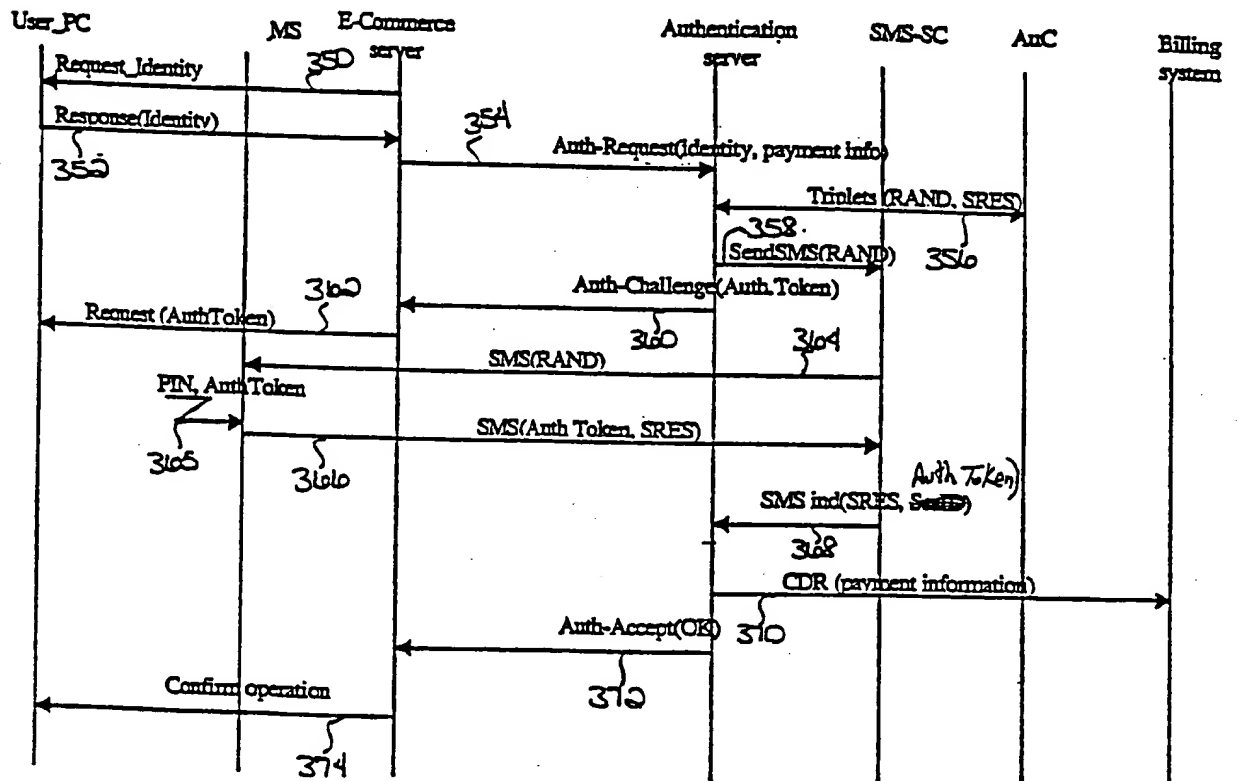 User_PC
MS
E-Commerce
server
Authentication
server
SMS-SC
AuC
Billing
system
Request_Identity
350
Response(Identity)
352
354
Auth-Request(Identity, payment info)
Triplets (RAND, SRES)
356
358
SendSMS(RAND)
Auth-Challenge(Auth.Token)
360
362
Request (AuthToken)
364
SMS(RAND)
PIN, AuthToken
365
SMS(Auth Token, SRES)
366
Auth Token)
SMS ind(SRES, )
368
CDR (payment information)
370
Auth-Accept(OK)
372
Confirm operation
374